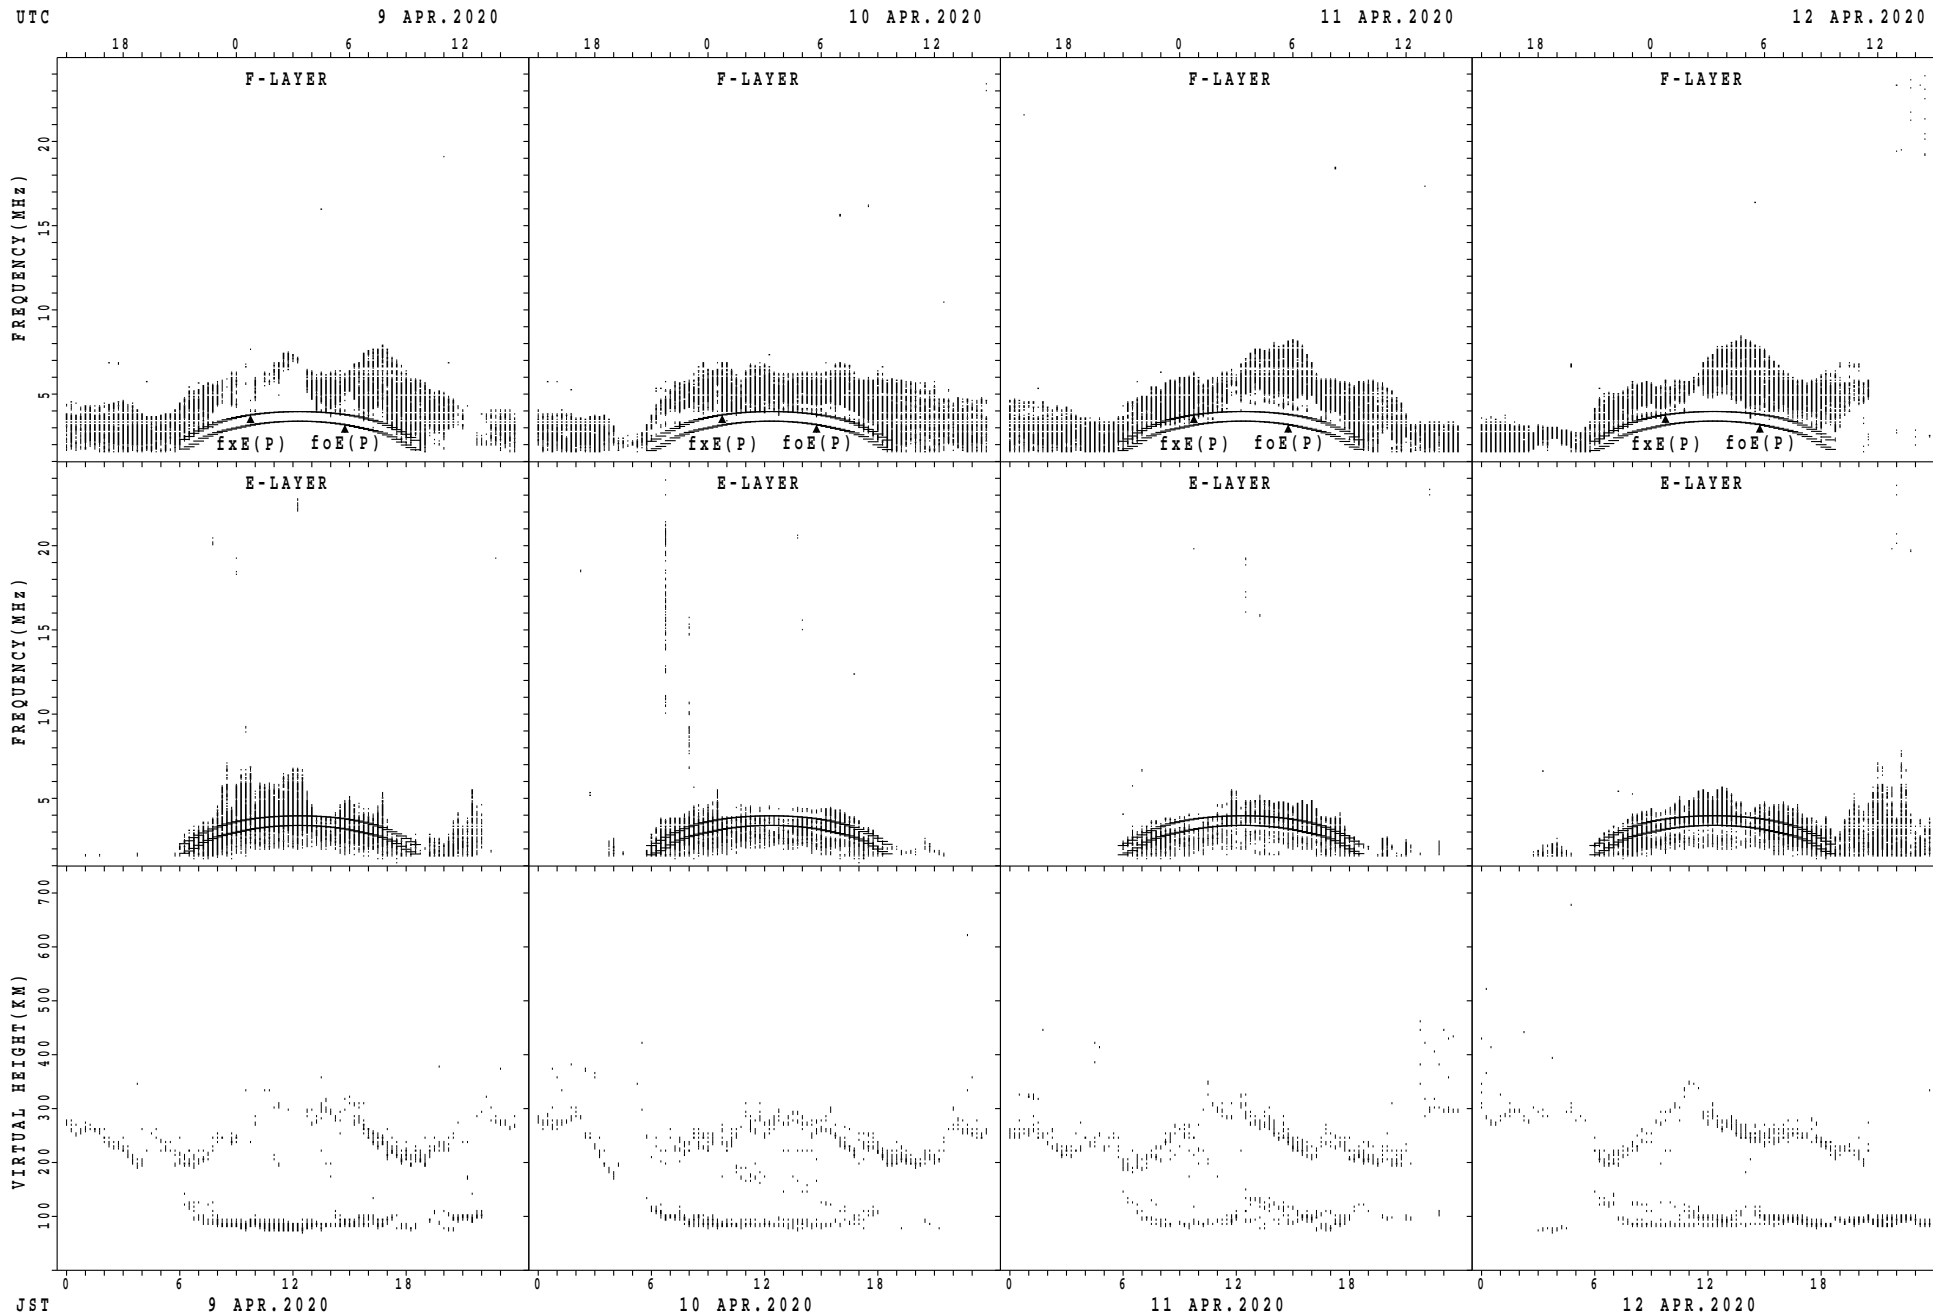 UTC 9 APR.2020 10 APR.2020 11 APR.2020 12 APR.2020
18 0 6 12 18 0 6 12 18 0 6 12 18 0 6 12
F-LAYER F-LAYER F-LAYER F-LAYER
FREQUENCY(MHz)
20
15
10
5
fxE(P) foE(P) fxE(P) foE(P) fxE(P) foE(P) fxE(P) foE(P)
E-LAYER E-LAYER E-LAYER E-LAYER
FREQUENCY(MHz)
20
15
10
5
VIRTUAL HEIGHT(KM)
700
600
500
400
300
200
100
0 6 12 18 0 6 12 18 0 6 12 18 0 6 12 18
JST 9 APR.2020 10 APR.2020 11 APR.2020 12 APR.2020